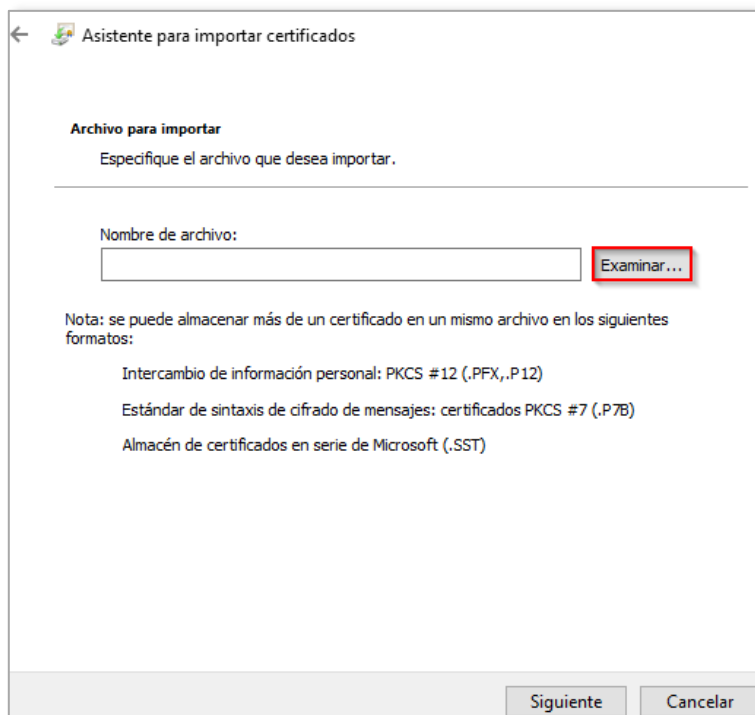 Asistente para importar certificados
Archivo para importar
Especifique el archivo que desea importar.
Nombre de archivo:
Examinar...
Nota: se puede almacenar más de un certificado en un mismo archivo en los siguientes
formatos:
Intercambio de información personal: PKCS #12 (.PFX,.P12)
Estándar de sintaxis de cifrado de mensajes: certificados PKCS #7 (.P7B)
Almacén de certificados en serie de Microsoft (.SST)
Siguiente
Cancelar